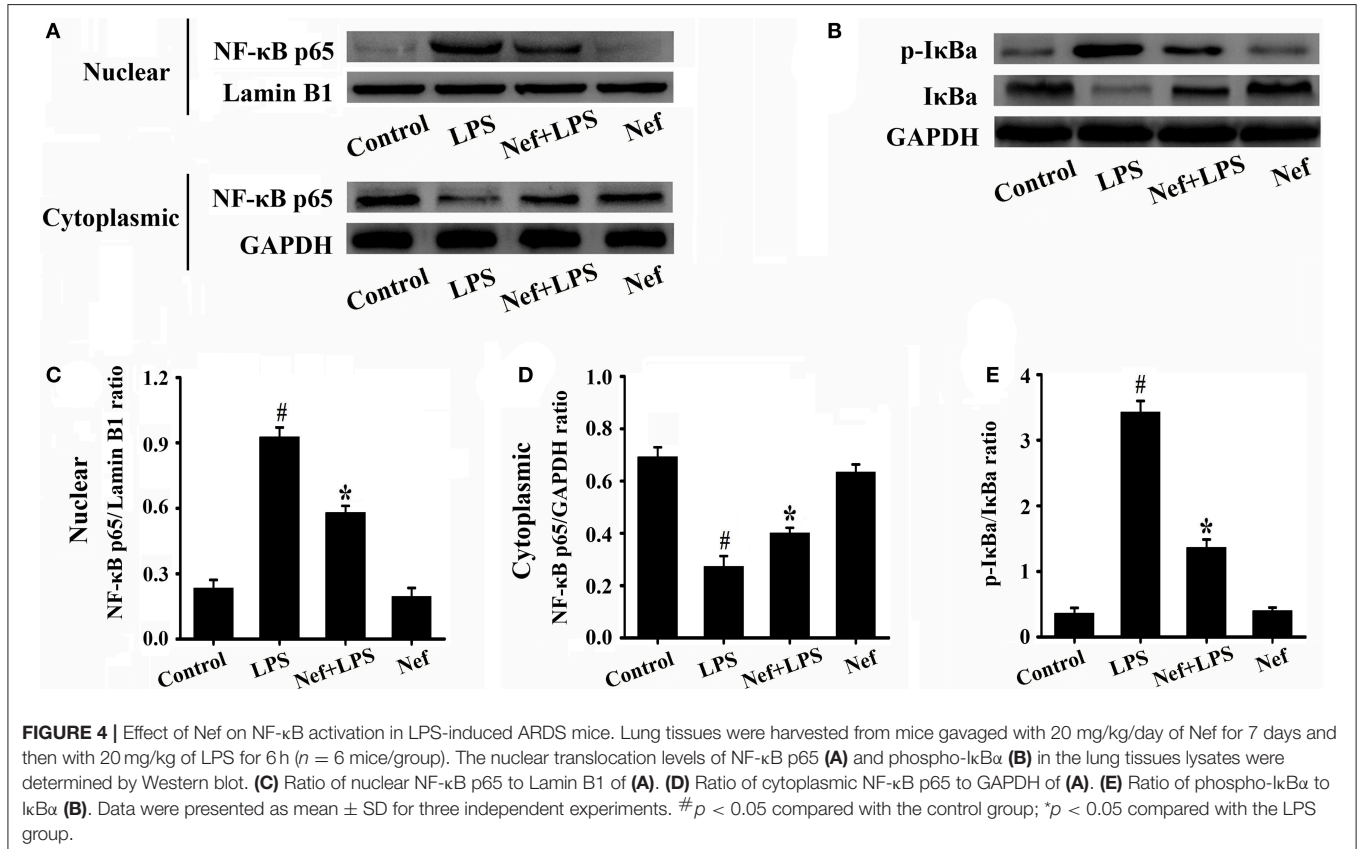 A
Nuclear
NF-κB p65
Lamin B1
Control LPS Nef+LPS Nef
Cytoplasmic
NF-κB p65
GAPDH
Control LPS Nef+LPS Nef
B
p-IκBa
IκBa
GAPDH
Control LPS Nef+LPS Nef
C
Nuclear
NF-κB p65/Lamin B1 ratio
1.2
0.9
0.6
0.3
0.0
#
*
Control LPS Nef+LPS Nef
D
Cytoplasmic
NF-κB p65/GAPDH ratio
1.0
0.8
0.6
0.4
0.2
0.0
#
*
Control LPS Nef+LPS Nef
E
p-IκBa/IκBa ratio
4
3
2
1
0
#
*
Control LPS Nef+LPS Nef
FIGURE 4 | Effect of Nef on NF-κB activation in LPS-induced ARDS mice. Lung tissues were harvested from mice gavaged with 20 mg/kg/day of Nef for 7 days and
then with 20 mg/kg of LPS for 6 h (n = 6 mice/group). The nuclear translocation levels of NF-κB p65 (A) and phospho-IκBα (B) in the lung tissues lysates were
determined by Western blot. (C) Ratio of nuclear NF-κB p65 to Lamin B1 of (A). (D) Ratio of cytoplasmic NF-κB p65 to GAPDH of (A). (E) Ratio of phospho-IκBα to
IκBα (B). Data were presented as mean ± SD for three independent experiments. #p < 0.05 compared with the control group; *p < 0.05 compared with the LPS
group.